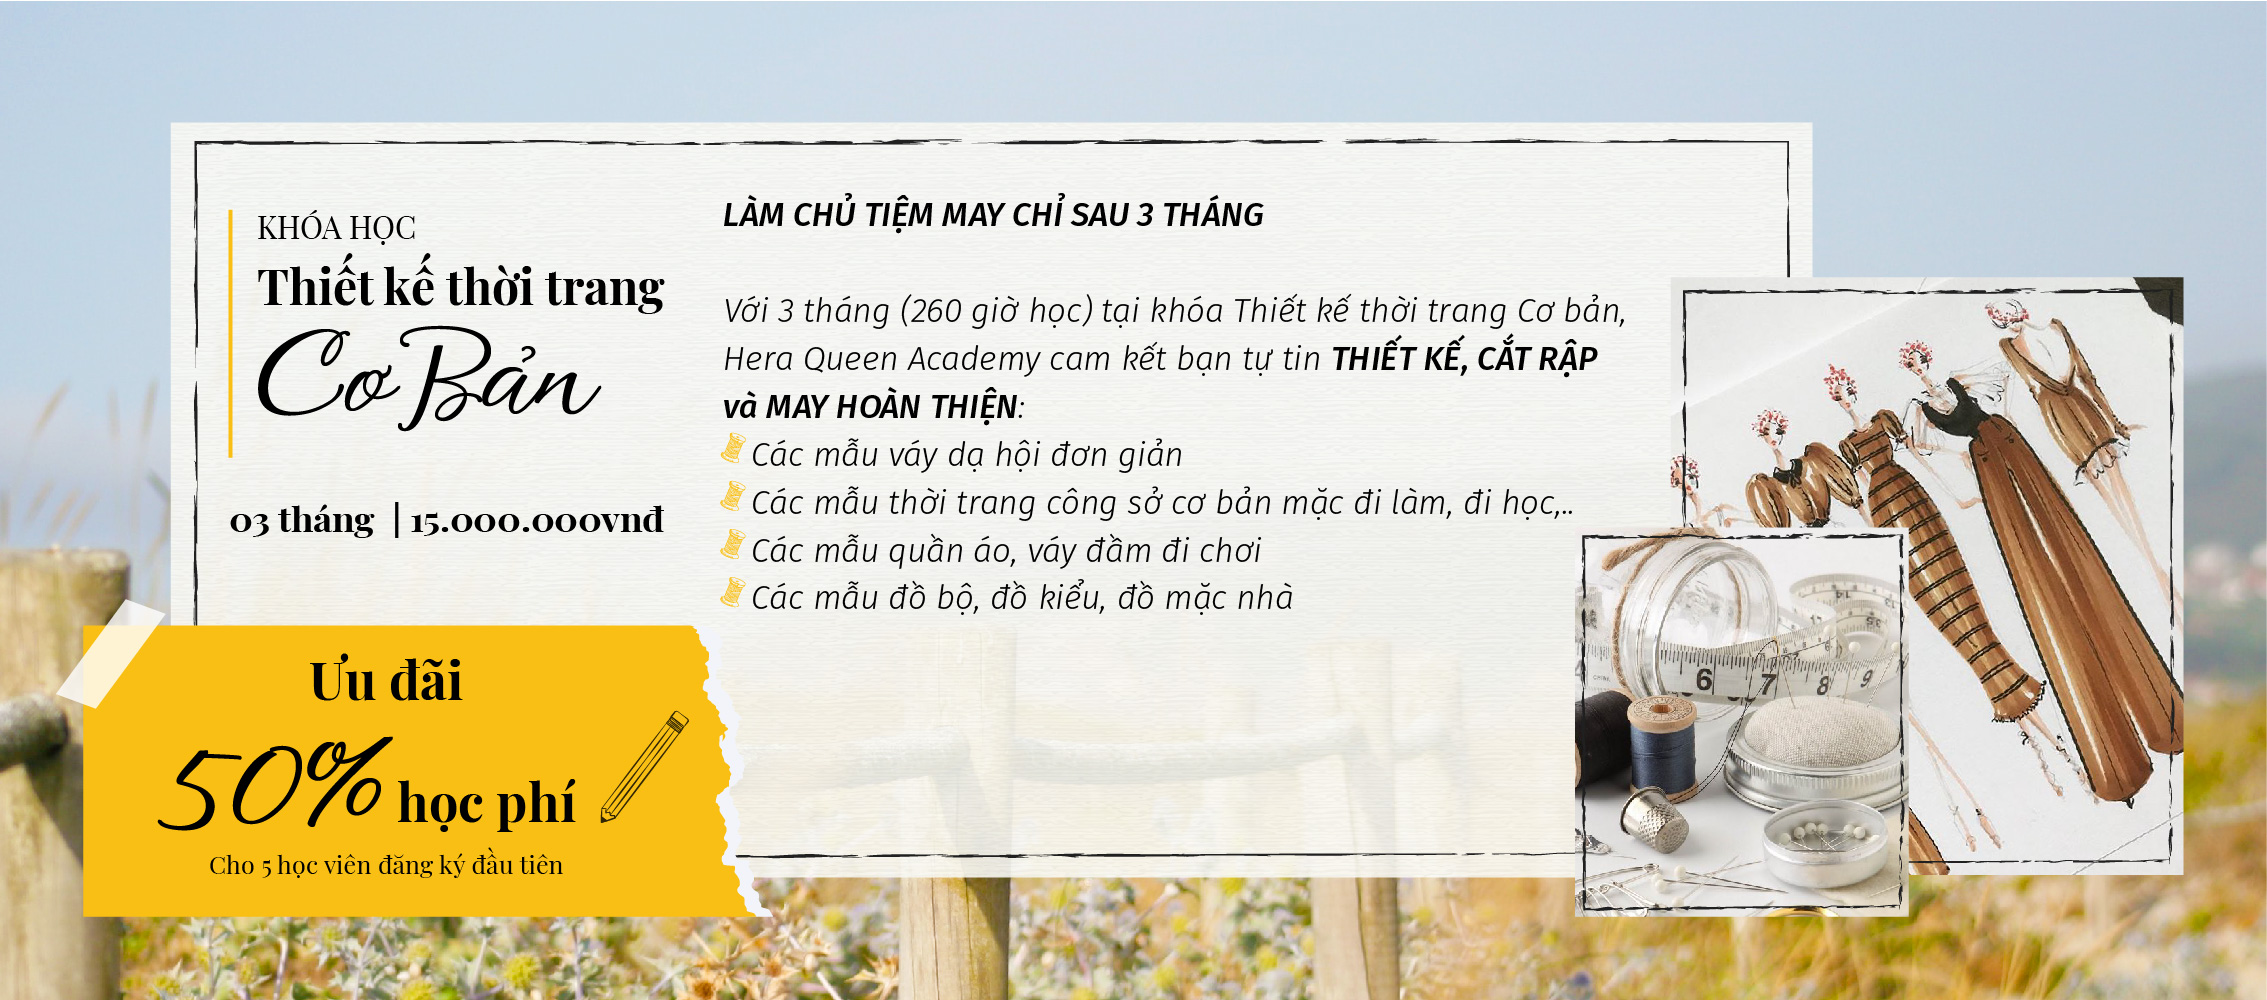 KHÓA HỌC
Thiết kế thời trang
Cơ Bản
03 tháng | 15.000.000vnđ
Ưu đãi
50% học phí
Cho 5 học viên đăng ký đầu tiên
LÀM CHỦ TIỆM MAY CHỈ SAU 3 THÁNG
Với 3 tháng (260 giờ học) tại khóa Thiết kế thời trang Cơ bản,
Hera Queen Academy cam kết bạn tự tin THIẾT KẾ, CẮT RẬP
và MAY HOÀN THIỆN:
Các mẫu váy dạ hội đơn giản
Các mẫu thời trang công sở cơ bản mặc đi làm, đi học,..
Các mẫu quần áo, váy đầm đi chơi
Các mẫu đồ bộ, đồ kiểu, đồ mặc nhà
6 7 8 9